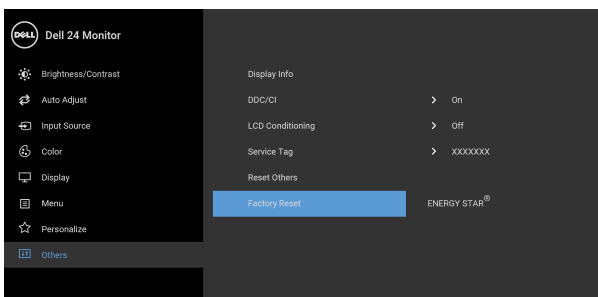 DELL Dell 24 Monitor
Brightness/Contrast
Auto Adjust
Input Source
Color
Display
Menu
Personalize
Others
Display Info
DDC/CI > On
LCD Conditioning > Off
Service Tag > XXXXXXX
Reset Others
Factory Reset ENERGY STAR®